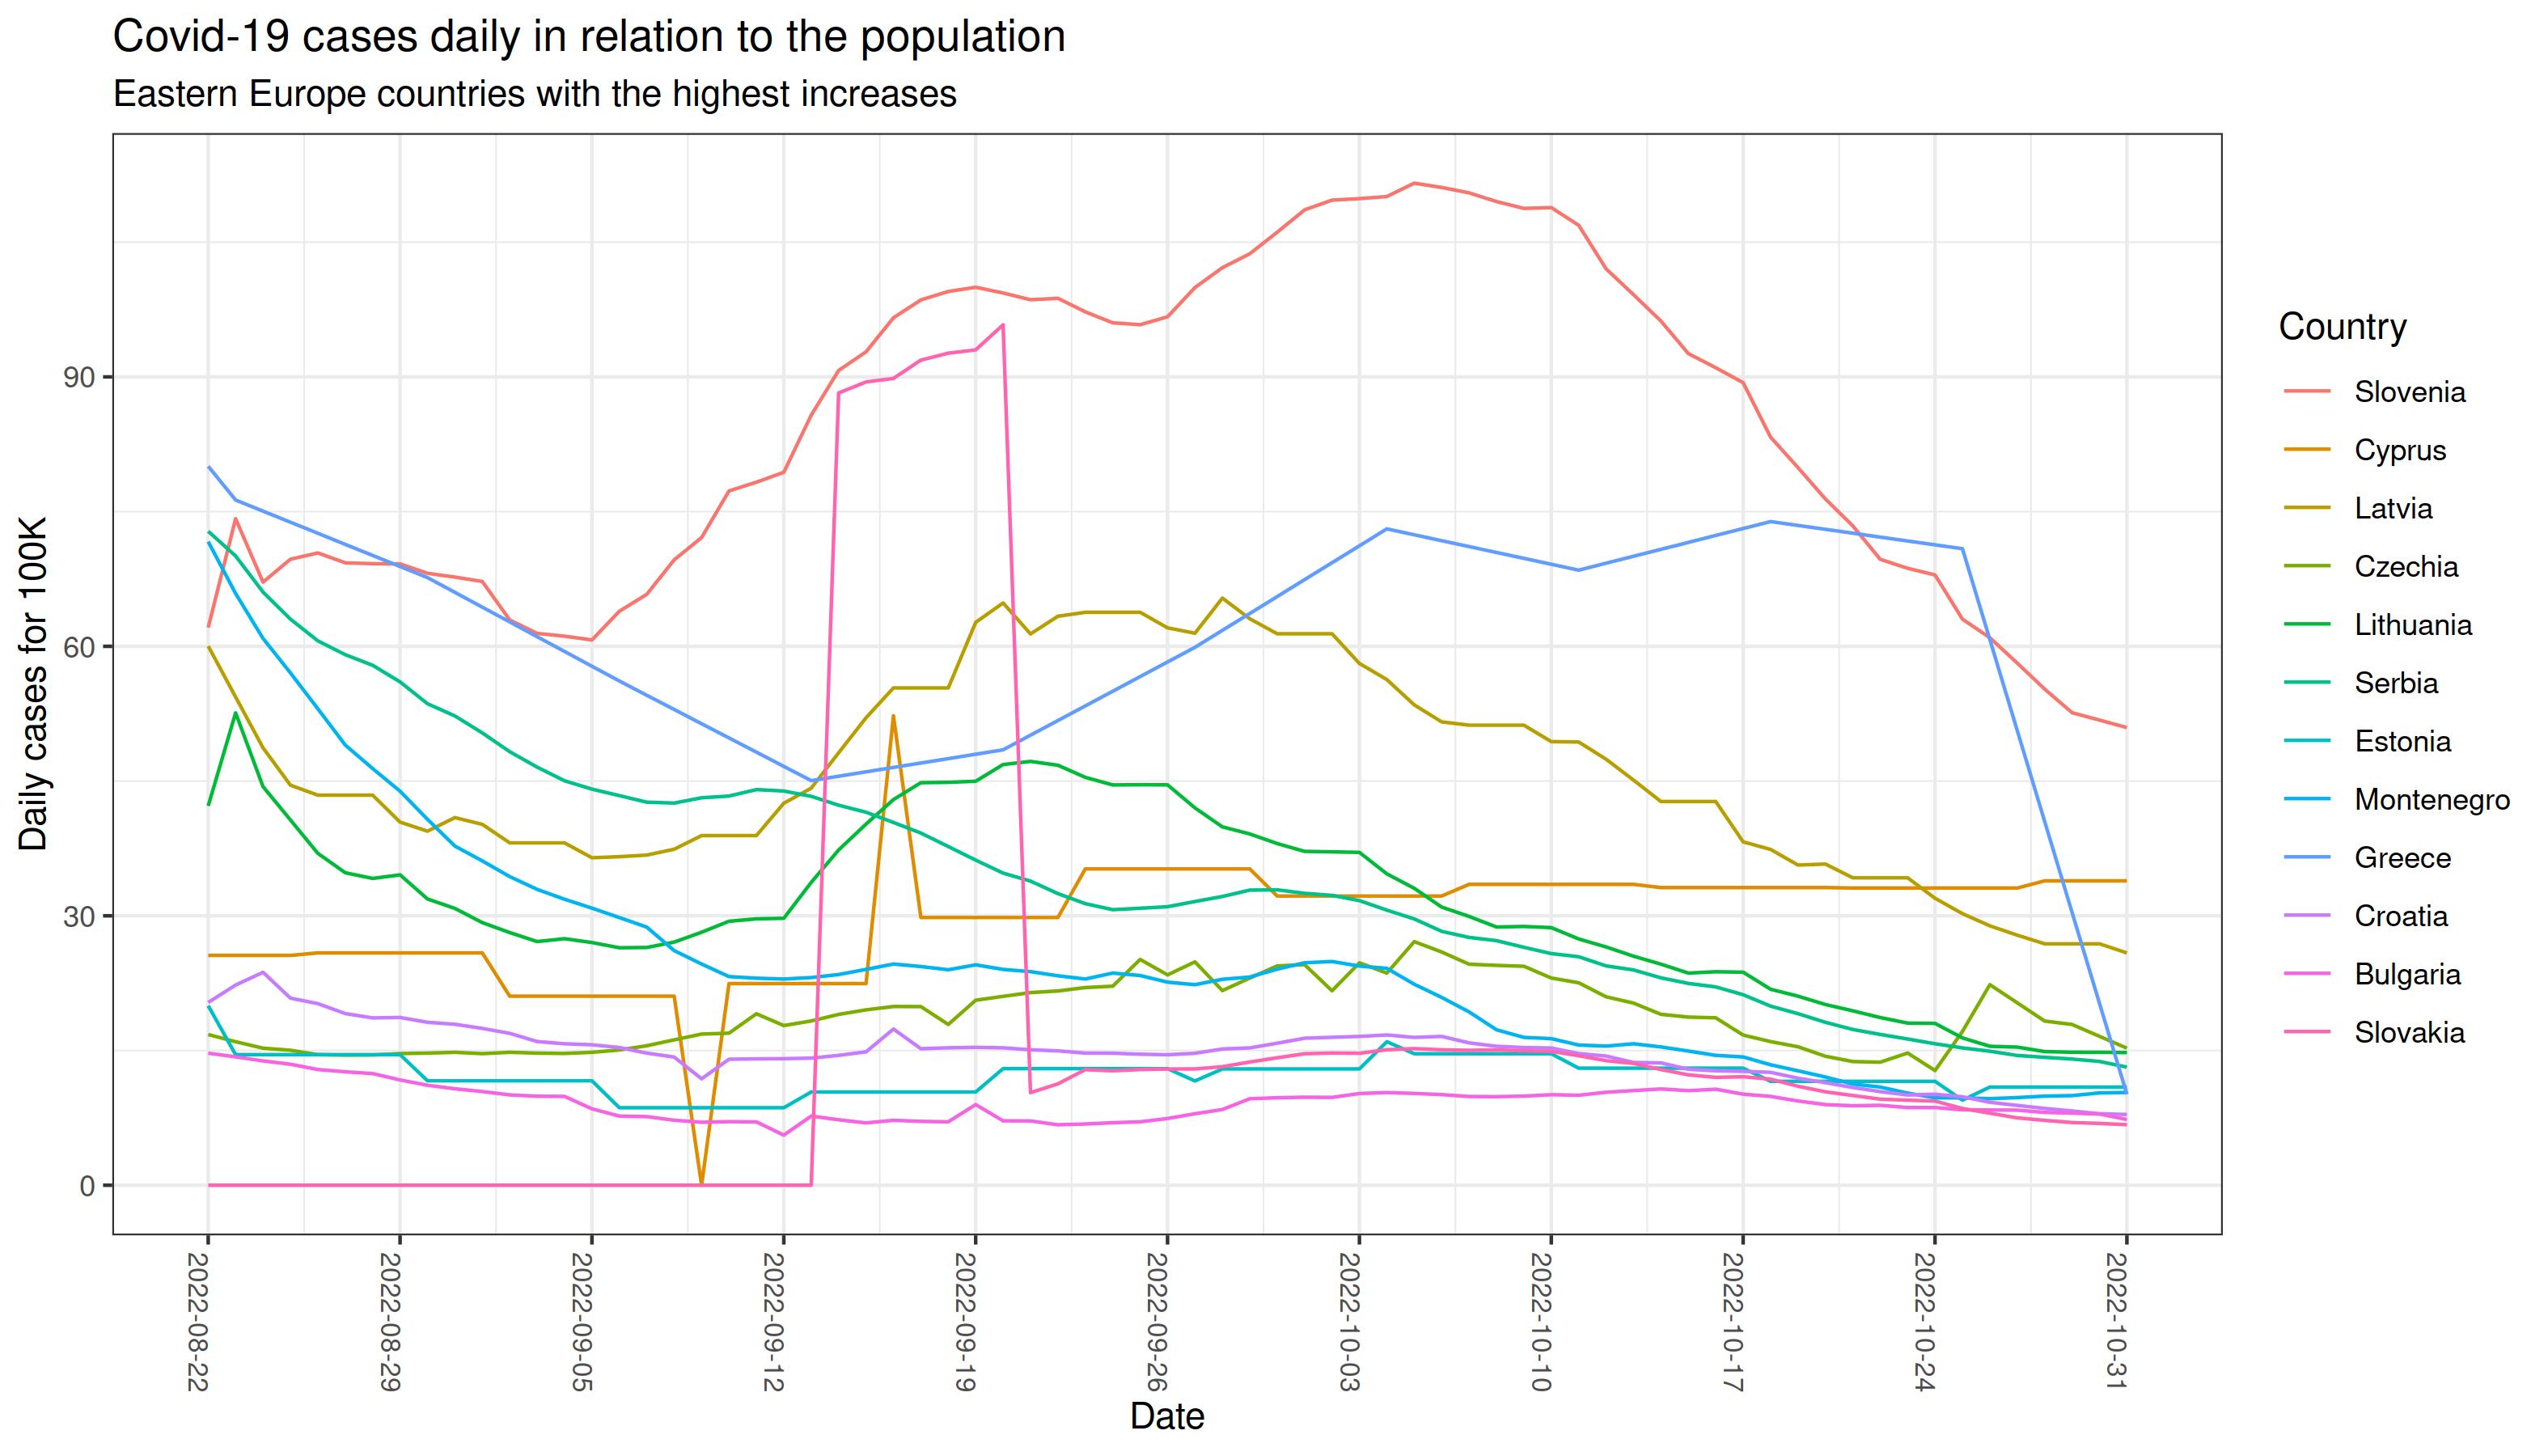 Covid-19 cases daily in relation to the population
Eastern Europe countries with the highest increases
Daily cases for 100K
90
60
30
0
2022-08-22
2022-08-29
2022-09-05
2022-09-12
2022-09-19
2022-09-26
2022-10-03
2022-10-10
2022-10-17
2022-10-24
2022-10-31
Date
Country
Slovenia
Cyprus
Latvia
Czechia
Lithuania
Serbia
Estonia
Montenegro
Greece
Croatia
Bulgaria
Slovakia